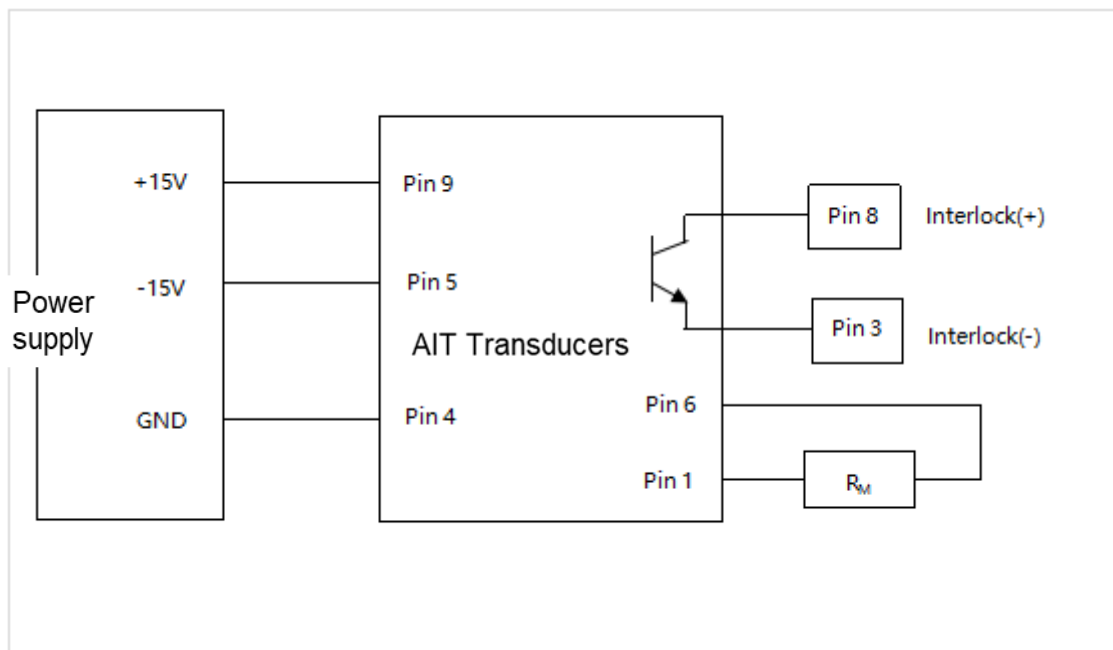 +15V
-15V
GND
Power
supply
Pin 9
Pin 5
AIT Transducers
Pin 4
Pin 8
Interlock(+)
Pin 3
Interlock(-)
Pin 6
Pin 1
RM